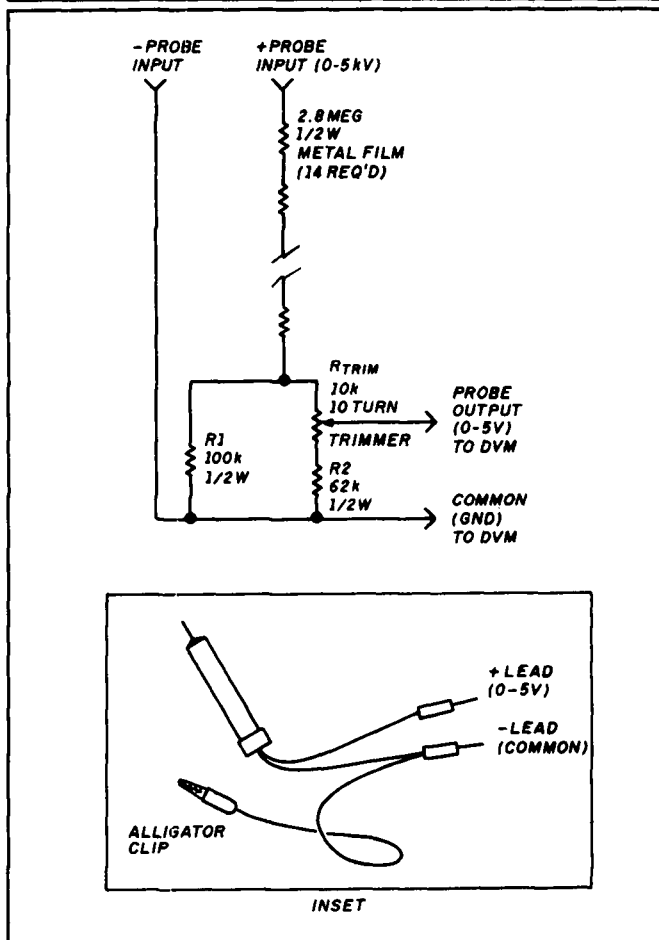 -PROBE
INPUT
+PROBE
INPUT (0-5kV)
2.8 MEG
1/2W
METAL FILM
(14 REQ'D)
RTRIM
10k
10 TURN
TRIMMER
R1
100k
1/2W
R2
62k
1/2W
PROBE
OUTPUT
(0-5V)
TO DVM
COMMON
(GND)
TO DVM
+LEAD
(0-5V)
-LEAD
(COMMON)
ALLIGATOR
CLIP
INSET